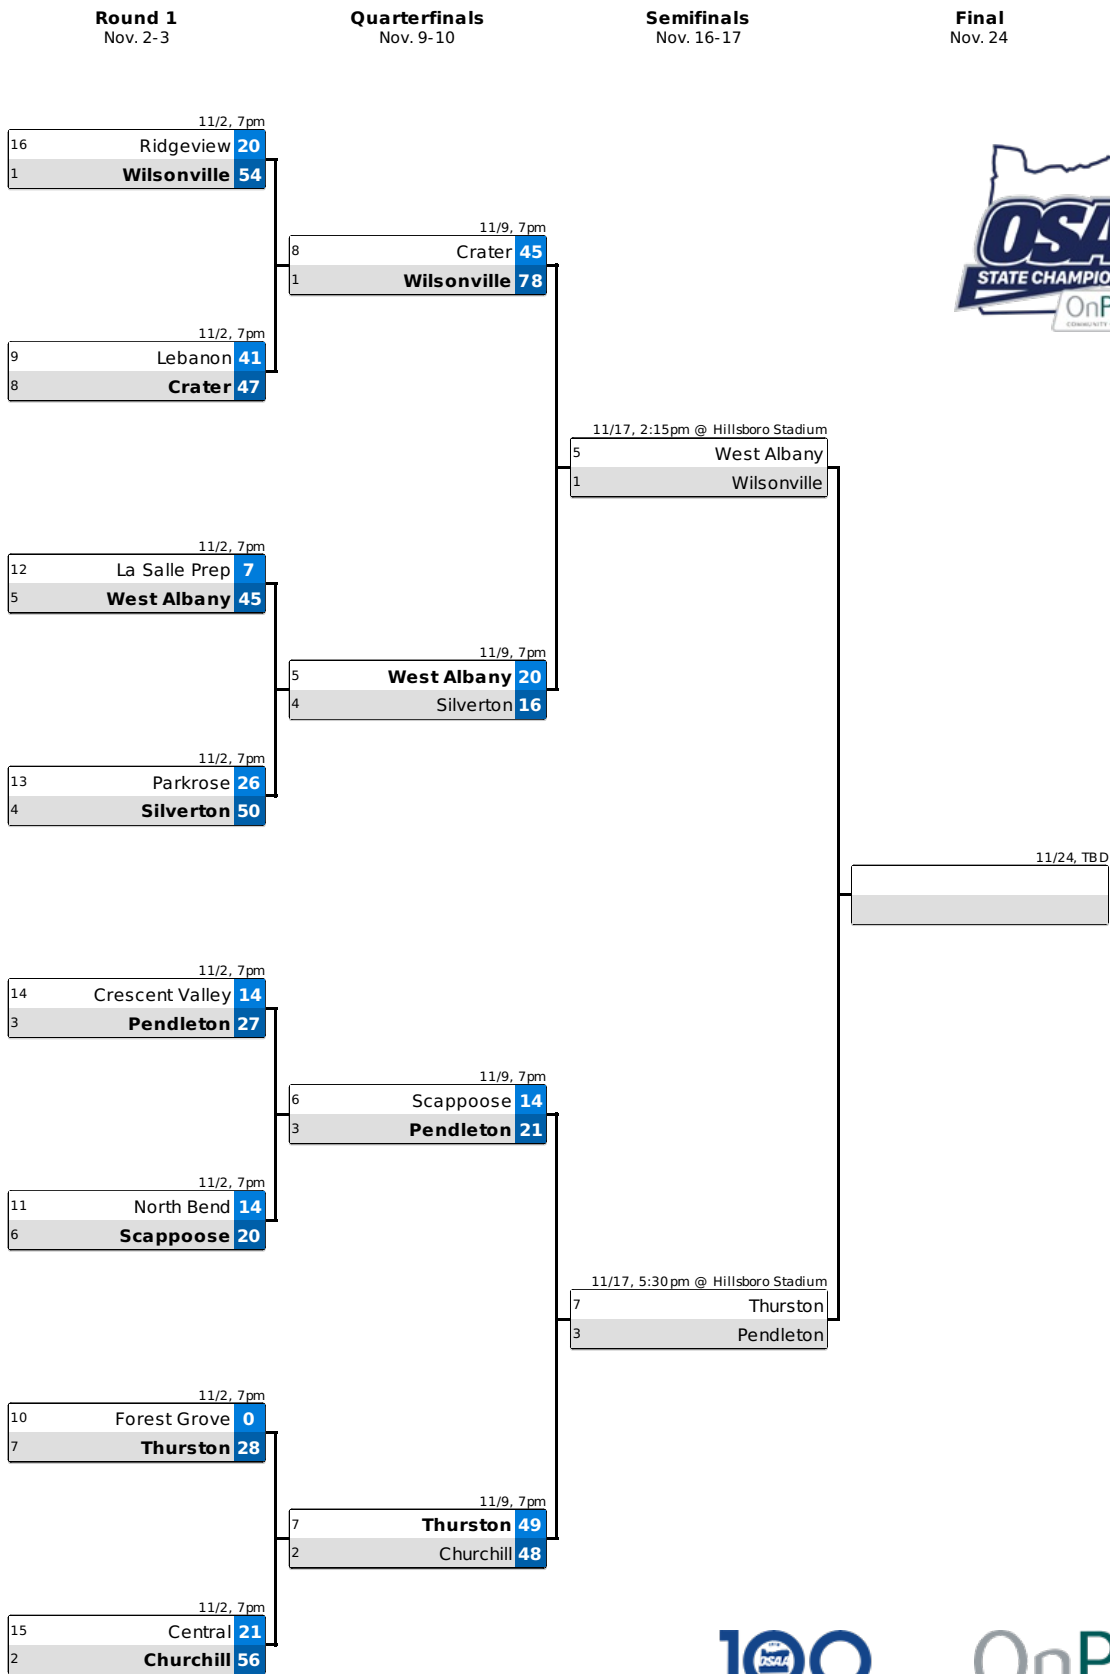 Round 1
Nov. 2-3
Quarterfinals
Nov. 9-10
Semifinals
Nov. 16-17
Final
Nov. 24
11/2, 7pm
16 Ridgeview 20
1 Wilsonville 54
11/9, 7pm
8 Crater 45
1 Wilsonville 78
11/2, 7pm
9 Lebanon 41
8 Crater 47
11/17, 2:15pm @ Hillsboro Stadium
5 West Albany
1 Wilsonville
11/2, 7pm
12 La Salle Prep 7
5 West Albany 45
11/9, 7pm
5 West Albany 20
4 Silverton 16
11/2, 7pm
13 Parkrose 26
4 Silverton 50
11/24, TBD
11/2, 7pm
14 Crescent Valley 14
3 Pendleton 27
11/9, 7pm
6 Scappoose 14
3 Pendleton 21
11/2, 7pm
11 North Bend 14
6 Scappoose 20
11/17, 5:30pm @ Hillsboro Stadium
7 Thurston
3 Pendleton
11/2, 7pm
10 Forest Grove 0
7 Thurston 28
11/9, 7pm
7 Thurston 49
2 Churchill 48
11/2, 7pm
15 Central 21
2 Churchill 56
OSA
STATE CHAMPIO
OnP
100
OSAA
OnP